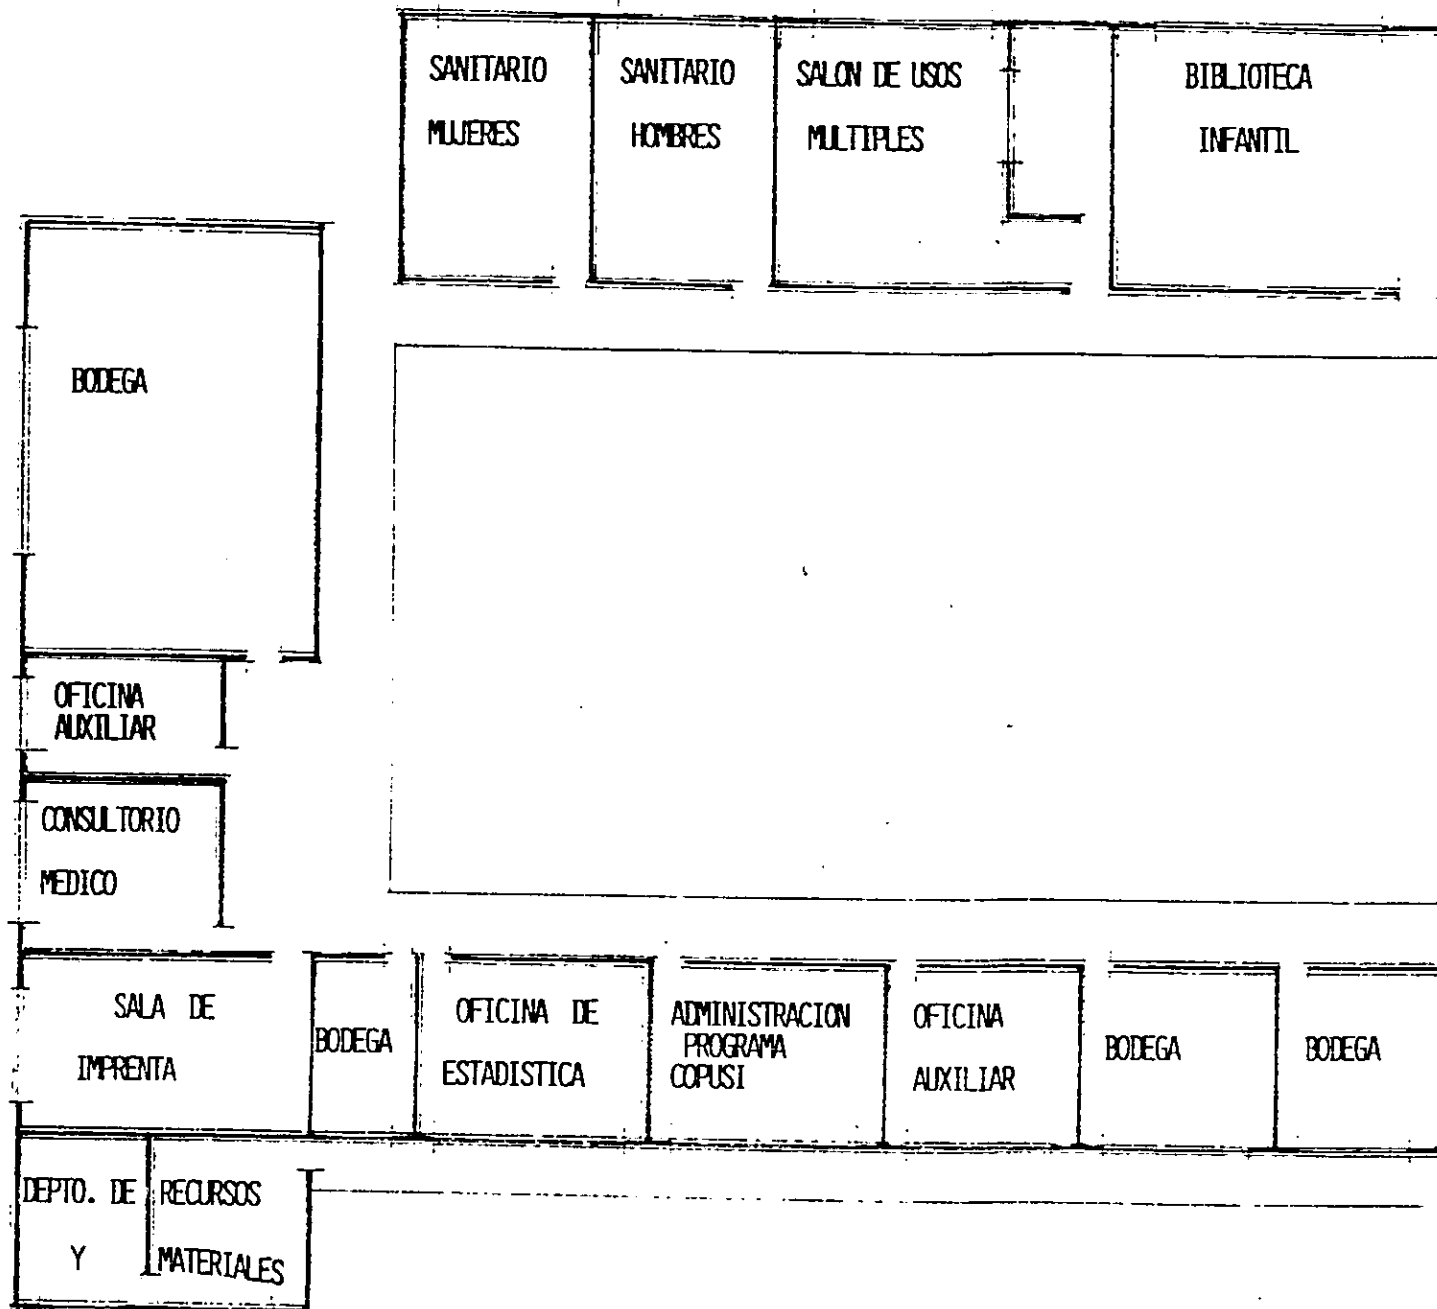 SANITARIO
MUJERES
SANITARIO
HOMBRES
SALON DE USOS
MULTIPLES
BIBLIOTECA
INFANTIL
BODEGA
OFICINA
AUXILIAR
CONSULTORIO
MEDICO
SALA DE
IMPRENTA
BODEGA
OFICINA DE
ESTADISTICA
ADMINISTRACION
PROGRAMA
COPUSI
OFICINA
AUXILIAR
BODEGA
BODEGA
DEPTO. DE RECURSOS
Y MATERIALES